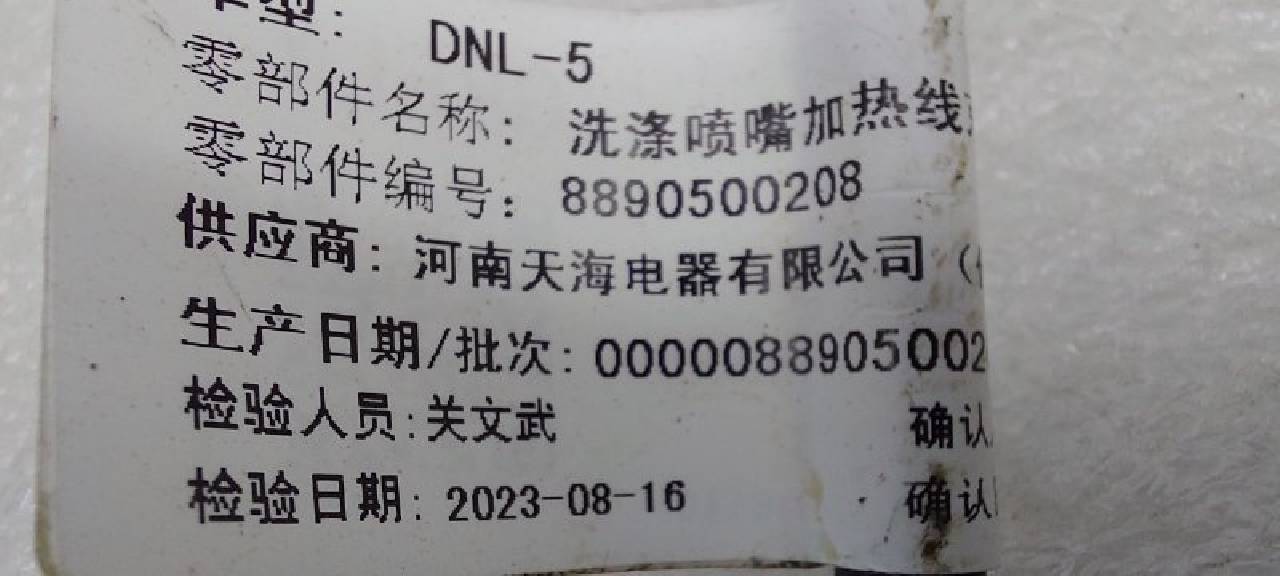 车型: DNL-5
零部件名称: 洗涤喷嘴加热线
零部件编号: 8890500208
供应商: 河南天海电器有限公司 (
生产日期/批次: 0000088905002
检验人员:关文武 确认
检验日期: 2023-08-16 确认